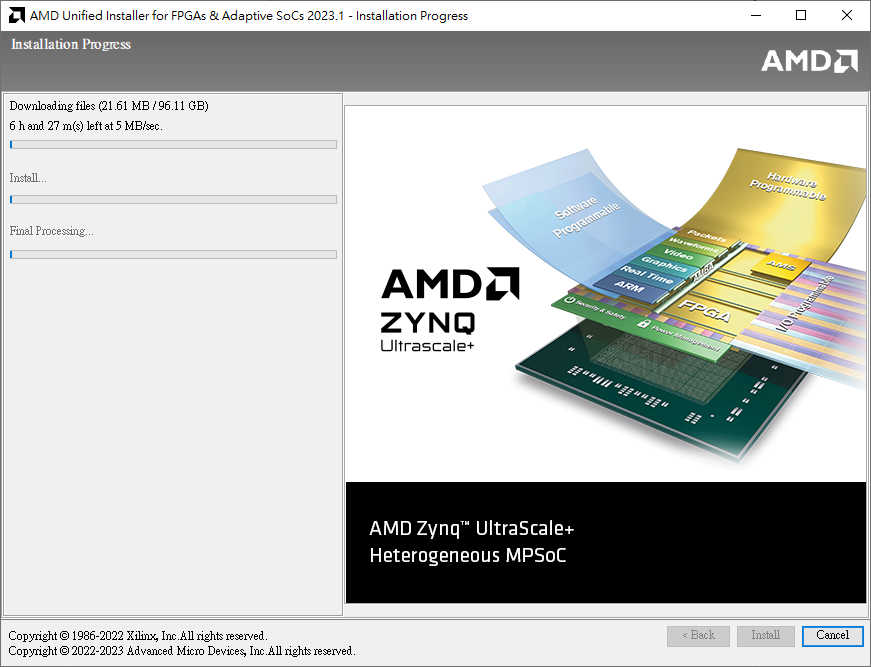 AMD Unified Installer for FPGAs & Adaptive SoCs 2023.1 - Installation Progress
Installation Progress
AMD
Downloading files (21.61 MB / 96.11 GB)
6 h and 27 m(s) left at 5 MB/sec.
Install...
Final Processing...
Software
Programmable
Hardware
Programmable
Packets
Waveforms
Video
Graphics
Real Time
ARM
AMBA
AMS
FPGA
I/O Programmable
Security & Safety
Power Management
AMD
ZYNQ
Ultrascale+
AMD Zynq™ UltraScale+
Heterogeneous MPSoC
Copyright © 1986-2022 Xilinx, Inc.All rights reserved.
Copyright © 2022-2023 Advanced Micro Devices, Inc.All rights reserved.
< Back
Install
Cancel